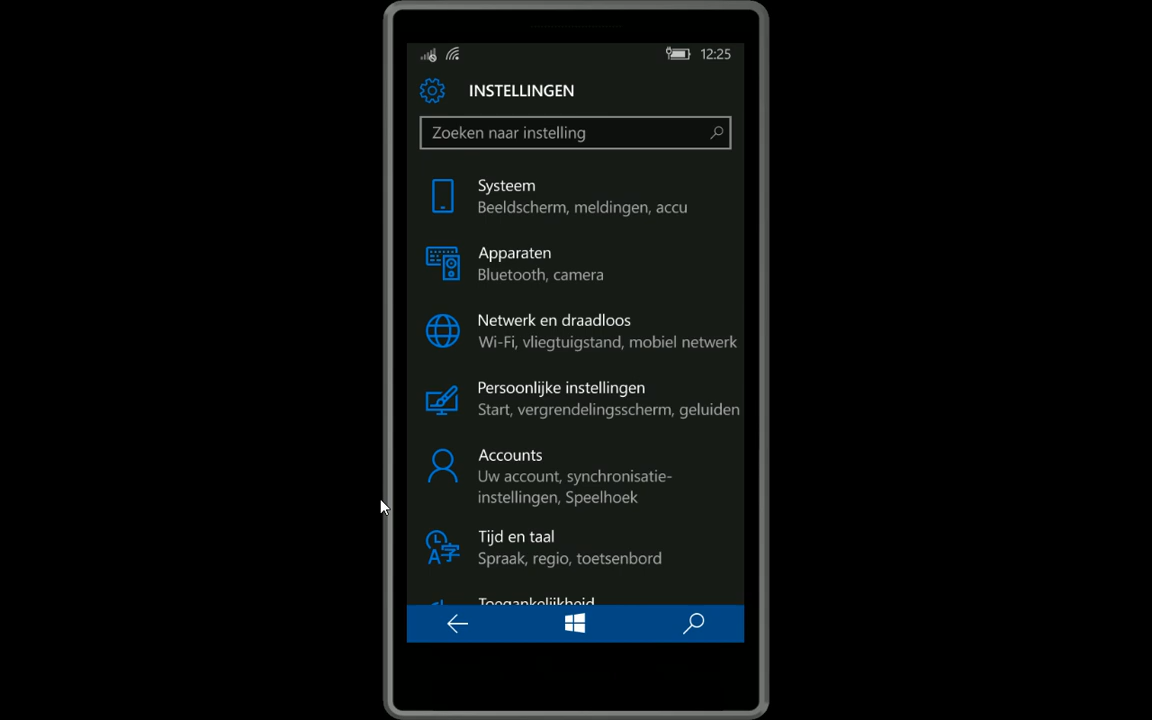 12:25
INSTELLINGEN
Zoeken naar instelling
Systeem
Beeldscherm, meldingen, accu
Apparaten
Bluetooth, camera
Netwerk en draadloos
Wi-Fi, vliegtuigstand, mobiel netwerk
Persoonlijke instellingen
Start, vergrendelingsscherm, geluiden
Accounts
Uw account, synchronisatie-
instellingen, Speelhoek
Tijd en taal
Spraak, regio, toetsenbord
Toegankelijkheid